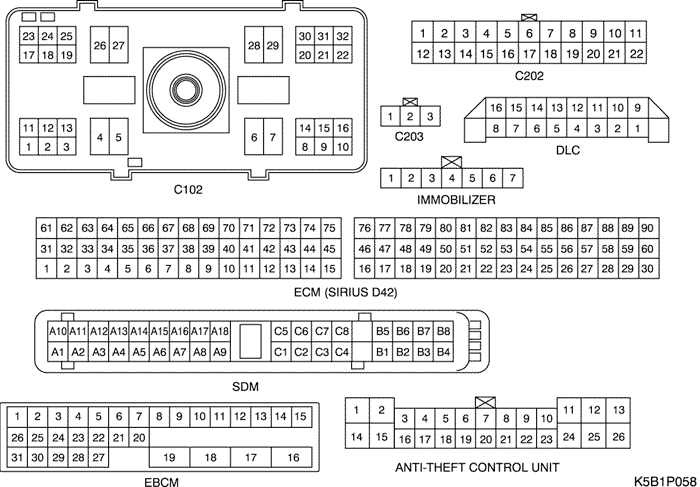 23 24 25 26 27 28 29 30 31 32
17 18 19 20 21 22
11 12 13 4 5 6 7 14 15 16
1 2 3 8 9 10
C102
1 2 3 4 5 6 7 8 9 10 11
12 13 14 15 16 17 18 19 20 21 22
C202
1 2 3
C203
16 15 14 13 12 11 10 9
8 7 6 5 4 3 2 1
DLC
1 2 3 4 5 6 7
IMMOBILIZER
61 62 63 64 65 66 67 68 69 70 71 72 73 74 75 76 77 78 79 80 81 82 83 84 85 86 87 88 89 90
31 32 33 34 35 36 37 38 39 40 41 42 43 44 45 46 47 48 49 50 51 52 53 54 55 56 57 58 59 60
1 2 3 4 5 6 7 8 9 10 11 12 13 14 15 16 17 18 19 20 21 22 23 24 25 26 27 28 29 30
ECM (SIRIUS D42)
A10 A11 A12 A13 A14 A15 A16 A17 A18 C5 C6 C7 C8 B5 B6 B7 B8
A1 A2 A3 A4 A5 A6 A7 A8 A9 C1 C2 C3 C4 B1 B2 B3 B4
SDM
1 2 3 4 5 6 7 8 9 10 11 12 13 14 15
26 25 24 23 22 21 20
31 30 29 28 27 19 18 17 16
EBCM
1 2 3 4 5 6 7 8 9 10 11 12 13
14 15 16 17 18 19 20 21 22 23 24 25 26
ANTI-THEFT CONTROL UNIT
K5B1P058